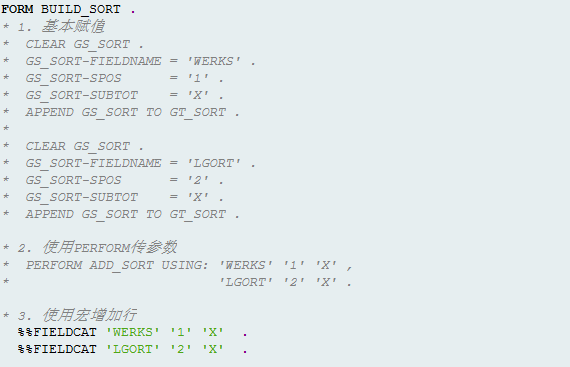 FORM BUILD_SORT .
* 1. 基本赋值
*  CLEAR GS_SORT .
*  GS_SORT-FIELDNAME = 'WERKS' .
*  GS_SORT-SPOS      = '1' .
*  GS_SORT-SUBTOT    = 'X' .
*  APPEND GS_SORT TO GT_SORT .
*
*  CLEAR GS_SORT .
*  GS_SORT-FIELDNAME = 'LGORT' .
*  GS_SORT-SPOS      = '2' .
*  GS_SORT-SUBTOT    = 'X' .
*  APPEND GS_SORT TO GT_SORT .
* 2. 使用PERFORM传参数
*  PERFORM ADD_SORT USING: 'WERKS' '1' 'X' ,
*                          'LGORT' '2' 'X' .
* 3. 使用宏增加行
  %%FIELDCAT 'WERKS' '1' 'X'  .
  %%FIELDCAT 'LGORT' '2' 'X'  .